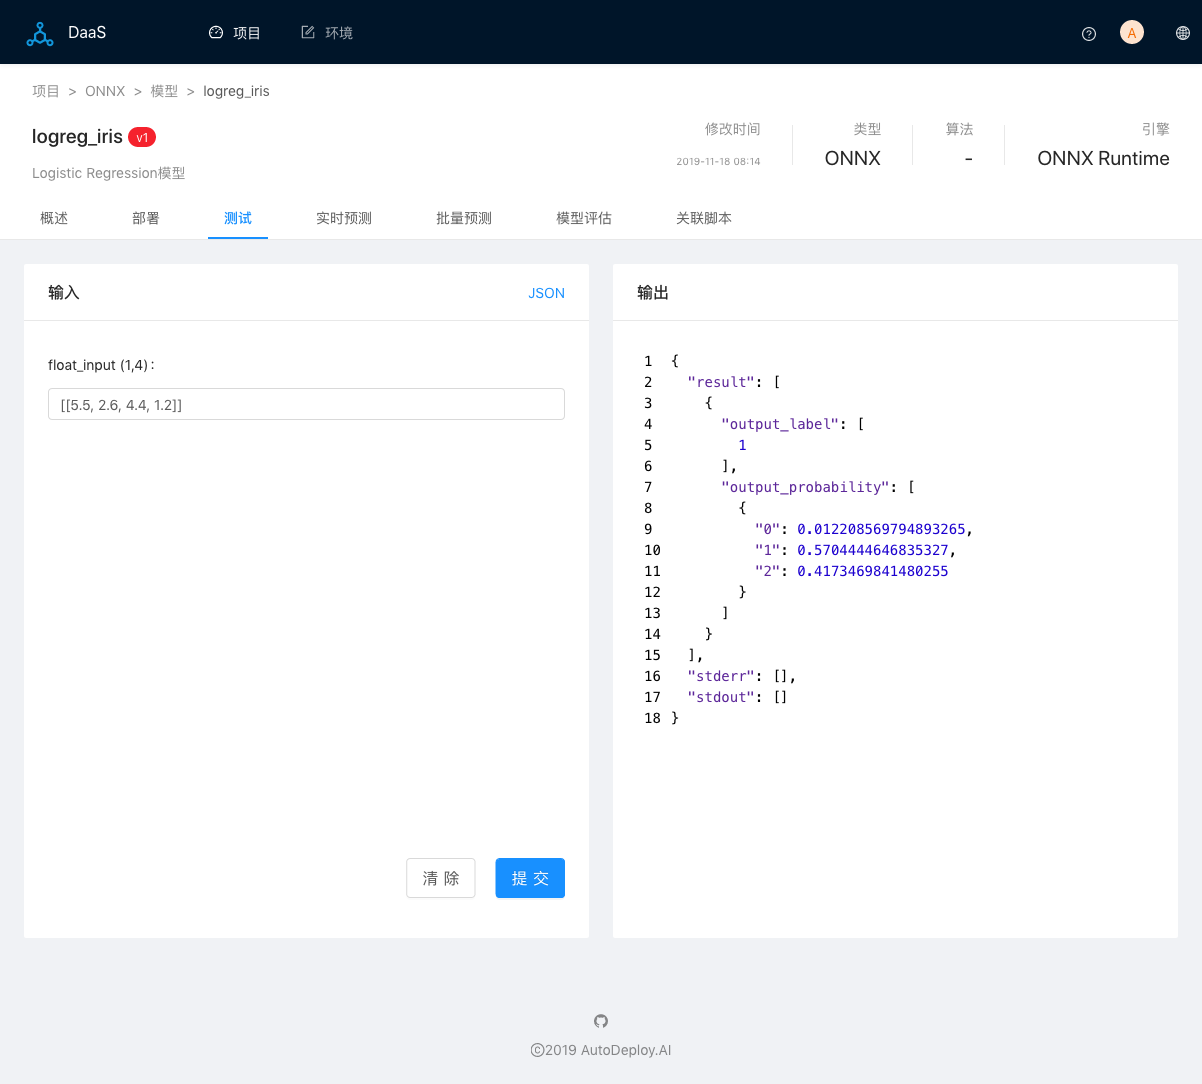 DaaS 项目 环境 A
项目 > ONNX > 模型 > logreg_iris
logreg_iris v1
Logistic Regression模型
修改时间 类型 算法 引擎
2019-11-18 08:14 ONNX - ONNX Runtime
概述 部署 测试 实时预测 批量预测 模型评估 关联脚本
输入 JSON
float_input (1,4) :
[[5.5, 2.6, 4.4, 1.2]]
清 除 提 交
输出
1 {
2 "result": [
3 {
4 "output_label": [
5 1
6 ],
7 "output_probability": [
8 {
9 "0": 0.012208569794893265,
10 "1": 0.5704444646835327,
11 "2": 0.4173469841480255
12 }
13 ]
14 }
15 ],
16 "stderr": [],
17 "stdout": []
18 }
©2019 AutoDeploy.AI